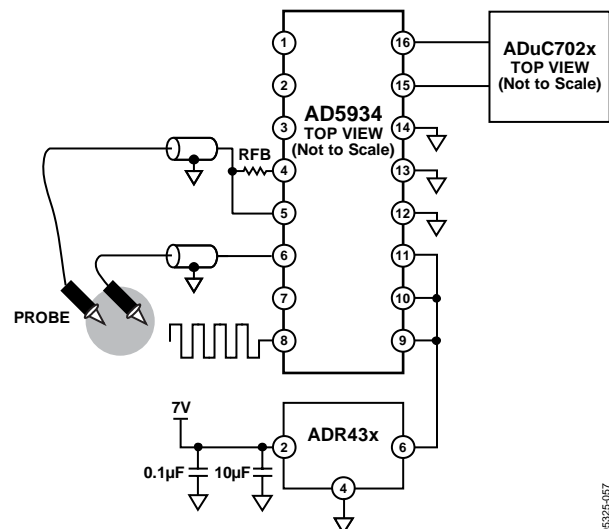 1
2
3
4
5
6
7
8
16
15
14
13
12
11
10
9
AD5934
TOP VIEW
(Not to Scale)
ADuC702x
TOP VIEW
(Not to Scale)
RFB
PROBE
7V
0.1µF
10µF
2
ADR43x
6
4